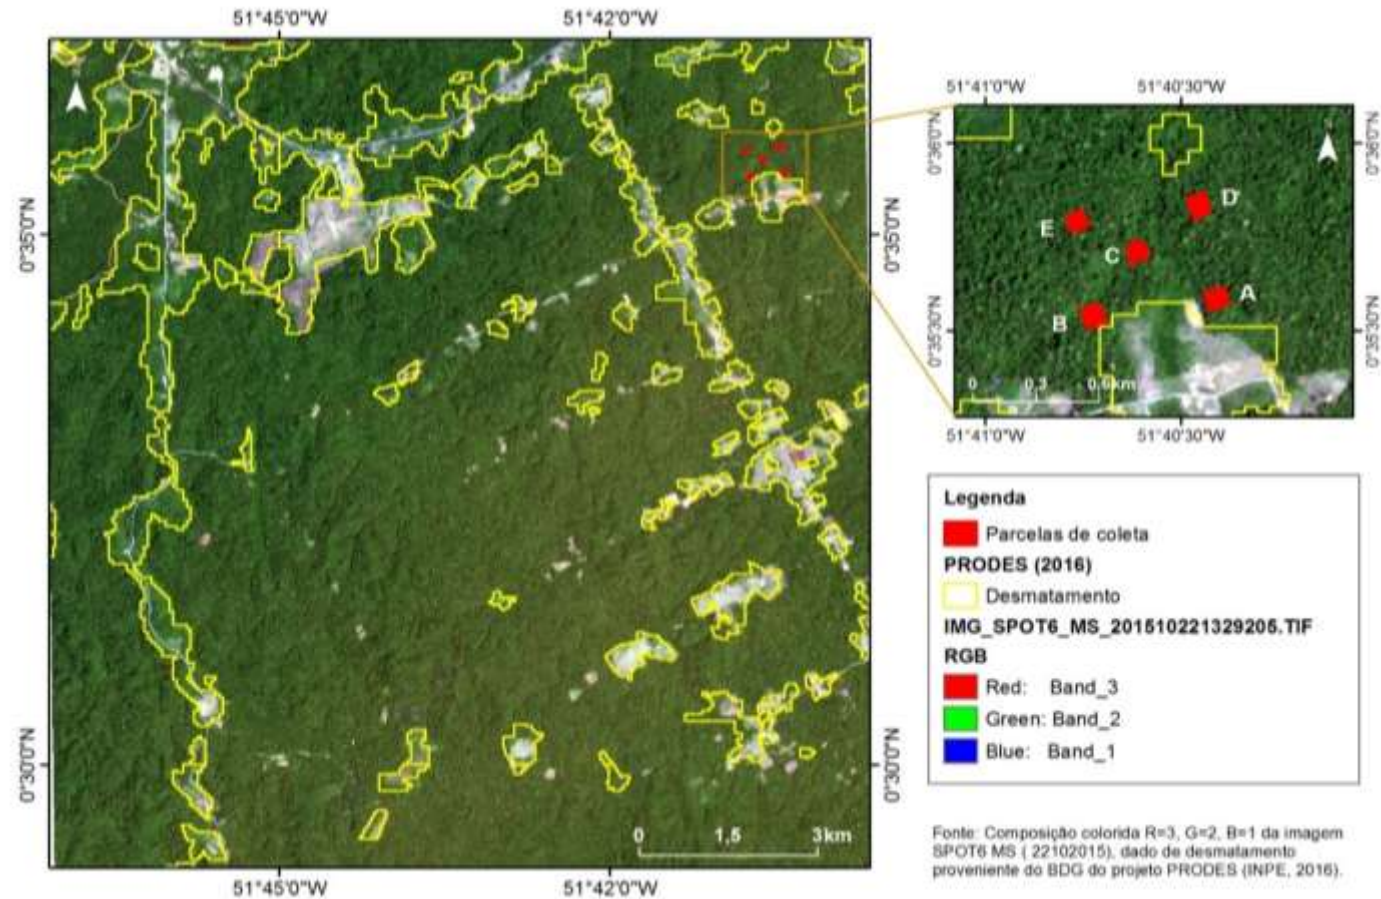 51°45'0"W
51°42'0"W
0°35'0"N
0°35'0"N
0°30'0"N
0°30'0"N
0
1,5
3km
51°45'0"W
51°42'0"W
51°41'0"W
51°40'30"W
0°36'0"N
0°36'0"N
D
E
C
A
B
0°35'30"N
0°35'30"N
0
0,3
0,6km
51°41'0"W
51°40'30"W
Legenda
Parcelas de coleta
PRODES (2016)
Desmatamento
IMG_SPOT6_MS_201510221329205.TIF
RGB
Red: Band_3
Green: Band_2
Blue: Band_1
Fonte: Composição colorida R=3, G=2, B=1 da imagem
SPOT6 MS ( 22102015), dado de desmatamento
proveniente do BDG do projeto PRODES (INPE, 2016).